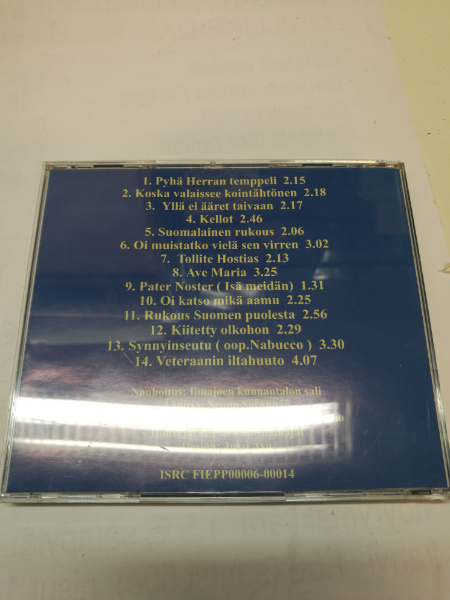 1. Pyhä Herran temppeli 2.15
2. Koska valaissee kointähtönen 2.18
3. Yllä ei ääret taivaan 2.17
4. Kellot 2.46
5. Suomalainen rukous 2.06
6. Oi muistatko vielä sen virren 3.02
7. Tollite Hostias 2.13
8. Ave Maria 3.25
9. Pater Noster ( Isä meidän) 1.31
10. Oi katso mikä aamu 2.25
11. Rukous Suomen puolesta 2.56
12. Kiitetty olkohon 2.29
13. Synnyinseutu ( oop.Nabucco ) 3.30
14. Veteraanin iltahuuto 4.07
Nauhoitus: Ilmajoen kunnantalon sali
ISRC FIEPP00006-00014